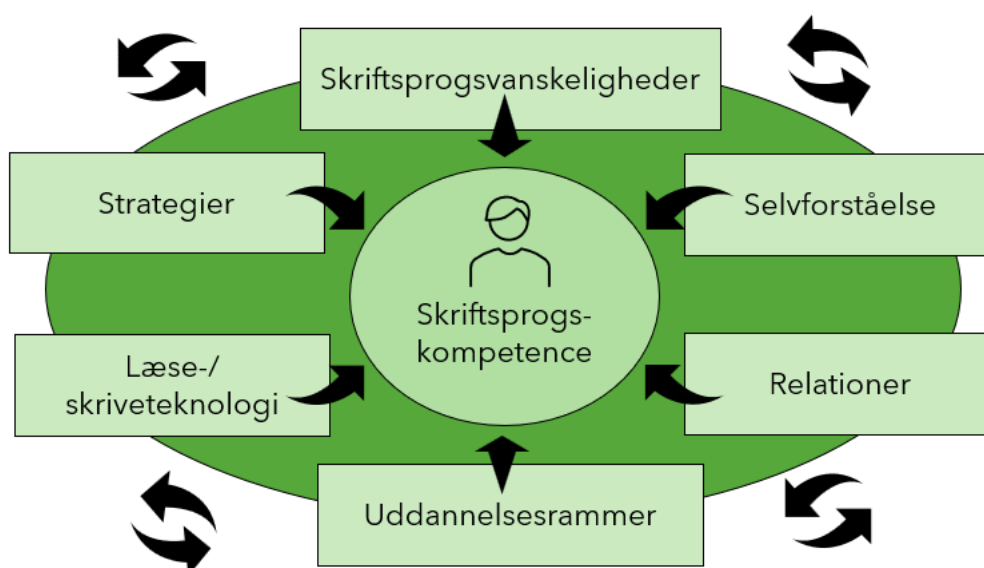 Skriftsprogsvanskeligheder
Strategier
Selvforståelse
Skriftsprogs-
kompetence
Læse-/
skriveteknologi
Relationer
Uddannelsesrammer